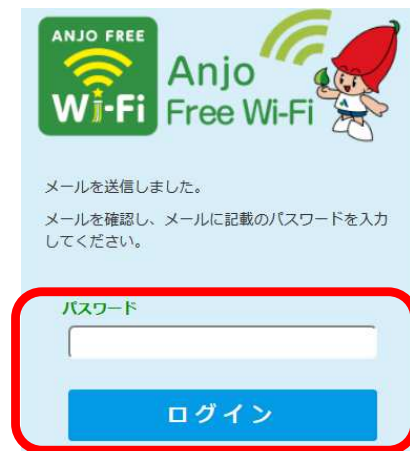 ANJO FREE
Wi-Fi
Anjo
Free Wi-Fi
メールを送信しました。
メールを確認し、メールに記載のパスワードを入力
してください。
パスワード
ログイン